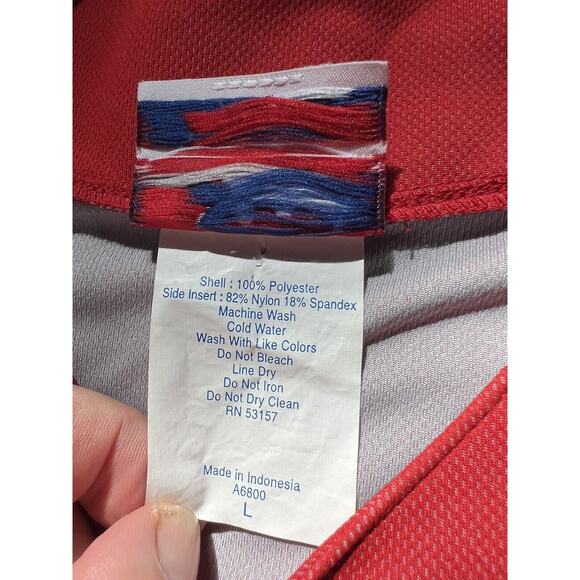 Shell : 100% Polyester
Side Insert : 82% Nylon 18% Spandex
Machine Wash
Cold Water
Wash With Like Colors
Do Not Bleach
Line Dry
Do Not Iron
Do Not Dry Clean
RN 53157
Made in Indonesia
A6800
L